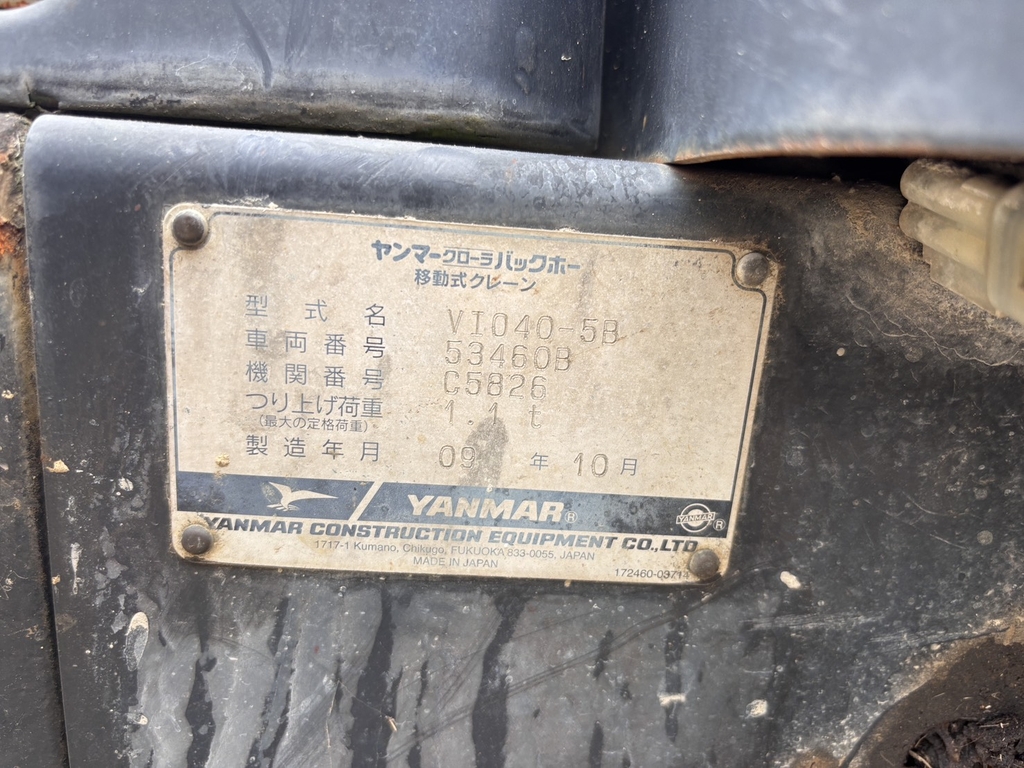 ヤンマークローラバックホー
移動式クレーン
型式名 VIO40-5B
車両番号 53460B
機関番号 C5826
つり上げ荷重 1.1t
(最大の定格荷重)
製造年月 09年10月
YANMAR®
YANMAR ®
YANMAR CONSTRUCTION EQUIPMENT CO.,LTD.
1717-1 Kumano, Chikugo, FUKUOKA 833-0055, JAPAN
MADE IN JAPAN
172460-03714